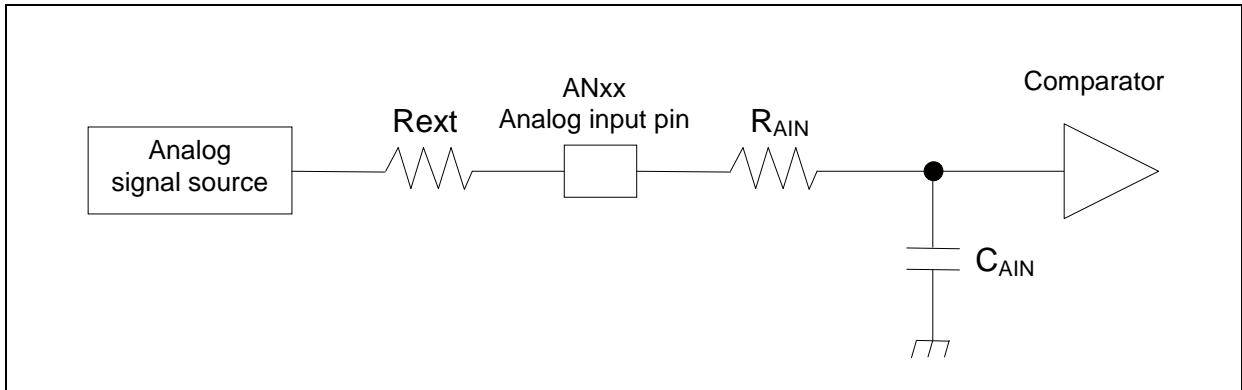 Analog
signal source
Rext
ANxx
Analog input pin
RAIN
CAIN
Comparator